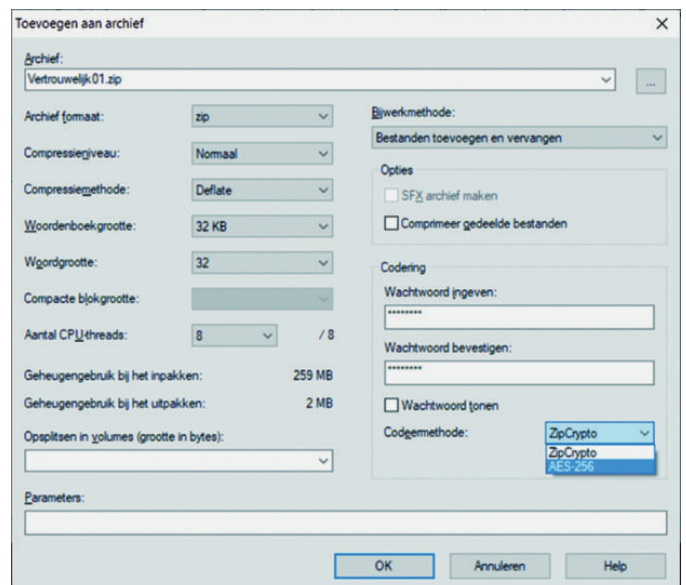 Toevoegen aan archief
Archief:
Vertrouwelijk01.zip
...
Archief formaat: zip
Compressieniveau: Normaal
Compressiemethode: Deflate
Woordenboekgrootte: 32 KB
Woordgrootte: 32
Compacte blokgrootte:
Aantal CPU-threads: 8 / 8
Geheugengebruik bij het inpakken: 259 MB
Geheugengebruik bij het uitpakken: 2 MB
Opsplitsen in volumes (grootte in bytes):
Parameters:
Bijwerkmethode:
Bestanden toevoegen en vervangen
Opties
SFX archief maken
Comprimeer gedeelde bestanden
Codering
Wachtwoord ingeven:
********
Wachtwoord bevestigen:
********
Wachtwoord tonen
Codeermethode: ZipCrypto
ZipCrypto
AES-256
OK Annuleren Help